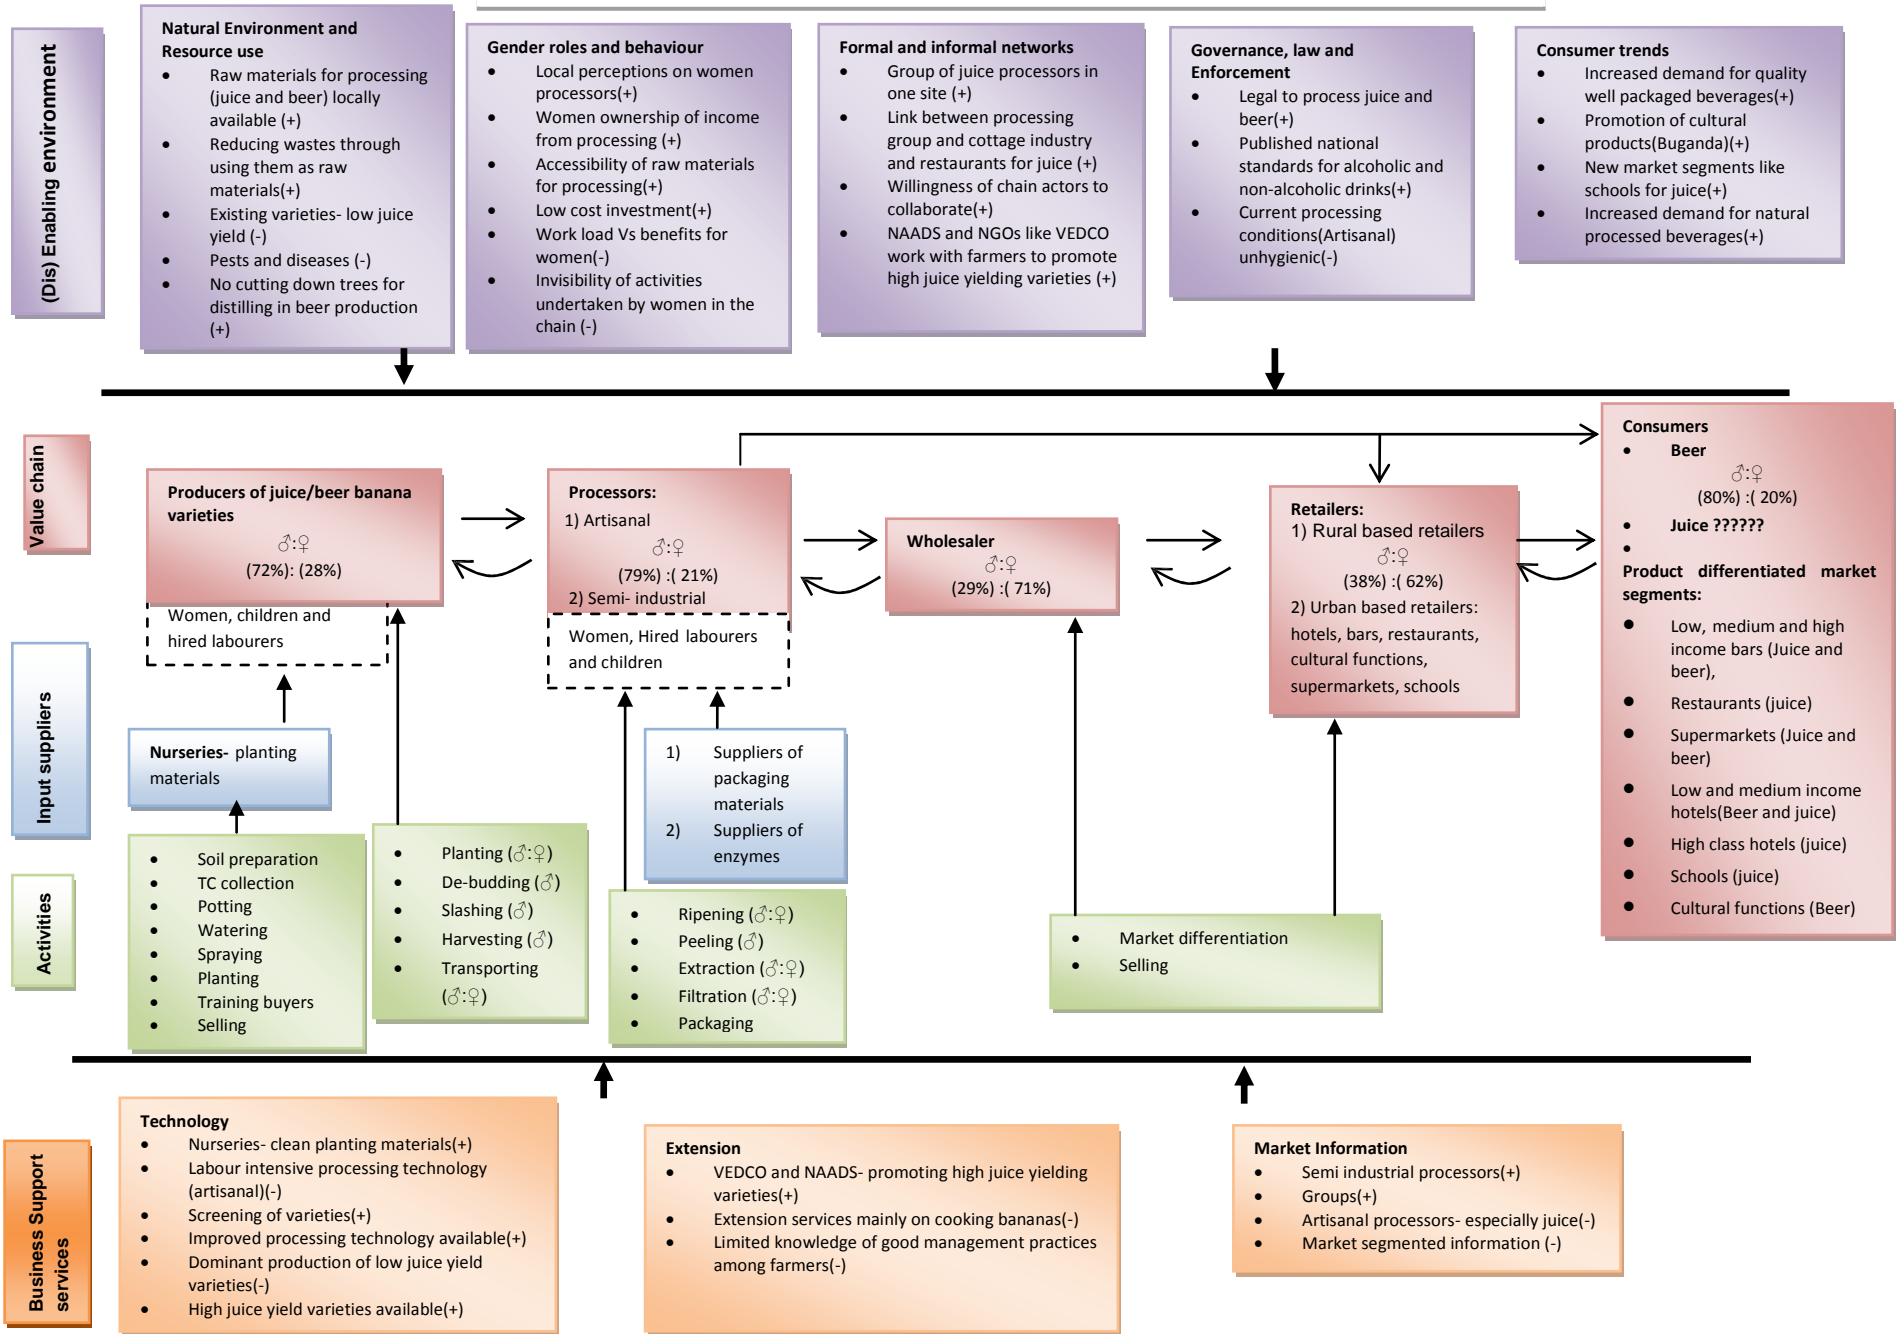 (Dis) Enabling environment
Natural Environment and
Resource use
• Raw materials for processing
(juice and beer) locally
available (+)
• Reducing wastes through
using them as raw
materials(+)
• Existing varieties- low juice
yield (-)
• Pests and diseases (-)
• No cutting down trees for
distilling in beer production
(+)
Gender roles and behaviour
• Local perceptions on women
processors(+)
• Women ownership of income
from processing (+)
• Accessibility of raw materials
for processing(+)
• Low cost investment(+)
• Work load Vs benefits for
women(-)
• Invisibility of activities
undertaken by women in the
chain (-)
Formal and informal networks
• Group of juice processors in
one site (+)
• Link between processing
group and cottage industry
and restaurants for juice (+)
• Willingness of chain actors to
collaborate(+)
• NAADS and NGOs like VEDCO
work with farmers to promote
high juice yielding varieties (+)
Governance, law and
Enforcement
• Legal to process juice and
beer(+)
• Published national
standards for alcoholic and
non-alcoholic drinks(+)
• Current processing
conditions(Artisanal)
unhygienic(-)
Consumer trends
• Increased demand for quality
well packaged beverages(+)
• Promotion of cultural
products(Buganda)(+)
• New market segments like
schools for juice(+)
• Increased demand for natural
processed beverages(+)
Value chain
Producers of juice/beer banana
varieties
♂:♀
(72%): (28%)
Women, children and
hired labourers
Processors:
1) Artisanal
♂:♀
(79%) :( 21%)
2) Semi- industrial
Women, Hired labourers
and children
Wholesaler
♂:♀
(29%) :( 71%)
Retailers:
1) Rural based retailers
♂:♀
(38%) :( 62%)
2) Urban based retailers:
hotels, bars, restaurants,
cultural functions,
supermarkets, schools
Consumers
• Beer
♂:♀
(80%) :( 20%)
• Juice ??????
•
Product differentiated market
segments:
• Low, medium and high
income bars (Juice and
beer),
• Restaurants (juice)
• Supermarkets (Juice and
beer)
• Low and medium income
hotels(Beer and juice)
• High class hotels (juice)
• Schools (juice)
• Cultural functions (Beer)
Input suppliers
Nurseries- planting
materials
1) Suppliers of
packaging
materials
2) Suppliers of
enzymes
Activities
• Soil preparation
• TC collection
• Potting
• Watering
• Spraying
• Planting
• Training buyers
• Selling
• Planting (♂:♀)
• De-budding (♂)
• Slashing (♂)
• Harvesting (♂)
• Transporting
(♂:♀)
• Ripening (♂:♀)
• Peeling (♂)
• Extraction (♂:♀)
• Filtration (♂:♀)
• Packaging
• Market differentiation
• Selling
Business Support
services
Technology
• Nurseries- clean planting materials(+)
• Labour intensive processing technology
(artisanal)(-)
• Screening of varieties(+)
• Improved processing technology available(+)
• Dominant production of low juice yield
varieties(-)
• High juice yield varieties available(+)
Extension
• VEDCO and NAADS- promoting high juice yielding
varieties(+)
• Extension services mainly on cooking bananas(-)
• Limited knowledge of good management practices
among farmers(-)
Market Information
• Semi industrial processors(+)
• Groups(+)
• Artisanal processors- especially juice(-)
• Market segmented information (-)